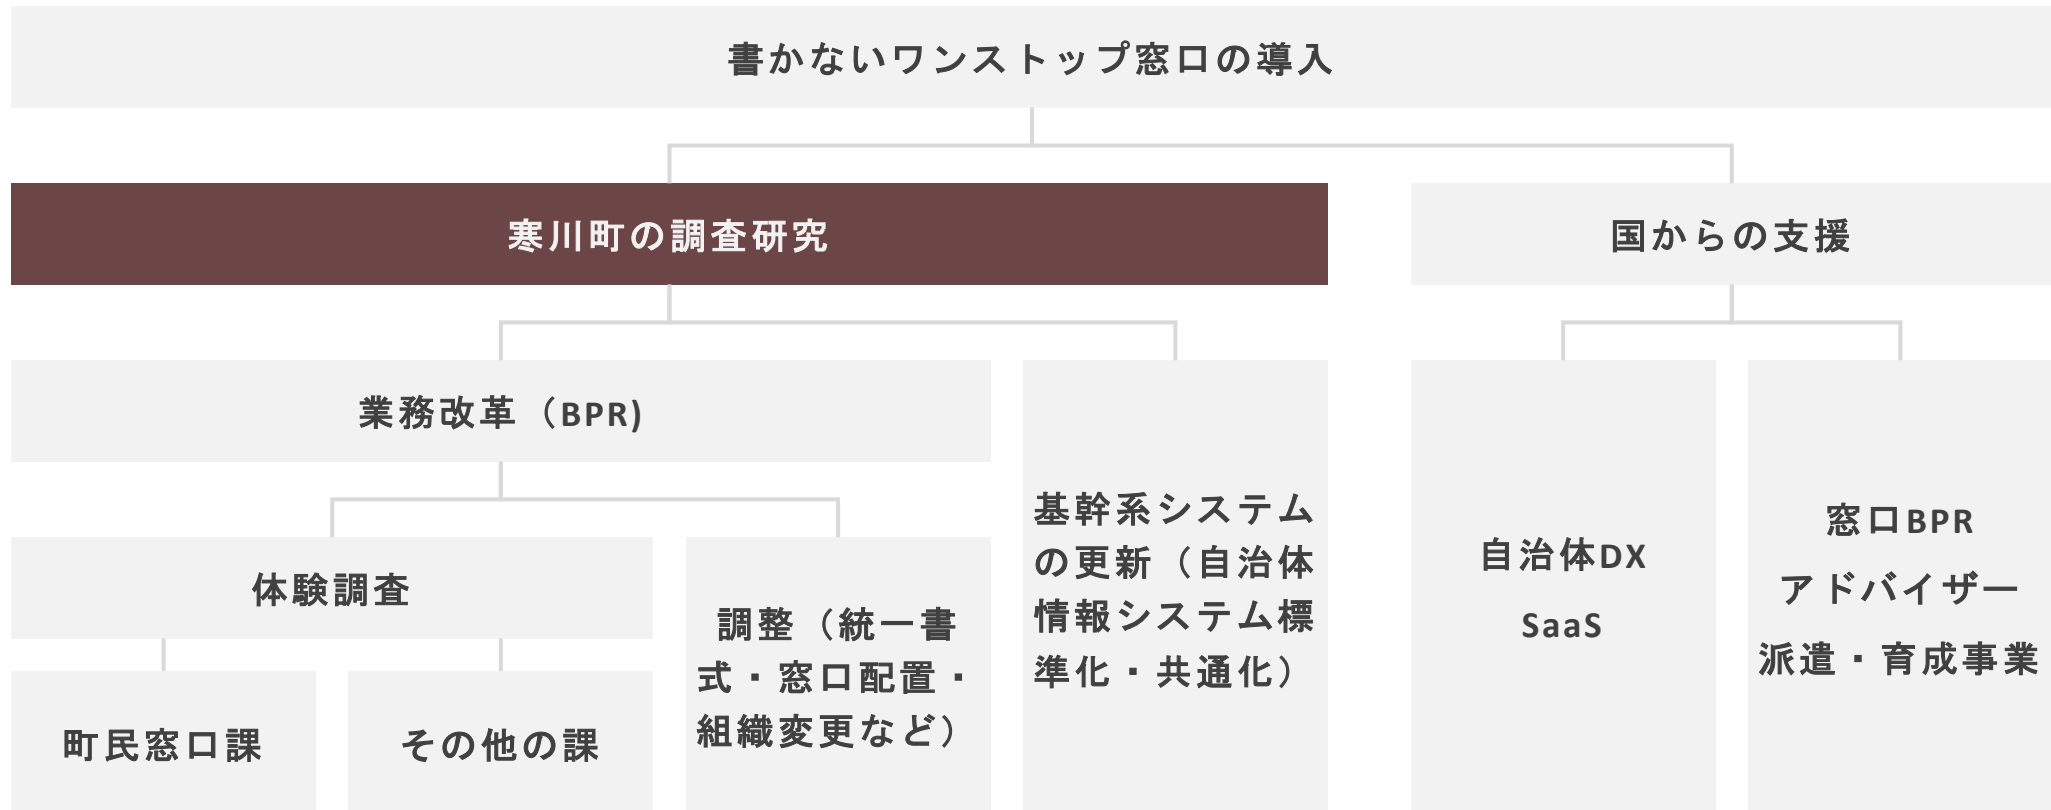 書かないワンストップ窓口の導入
寒川町の調査研究
国からの支援
業務改革（BPR)
体験調査
町民窓口課
その他の課
調整（統一書
式・窓口配置・
組織変更など）
基幹系システム
の更新（自治体
情報システム標
準化・共通化）
自治体DX
SaaS
窓口BPR
アドバイザー
派遣・育成事業